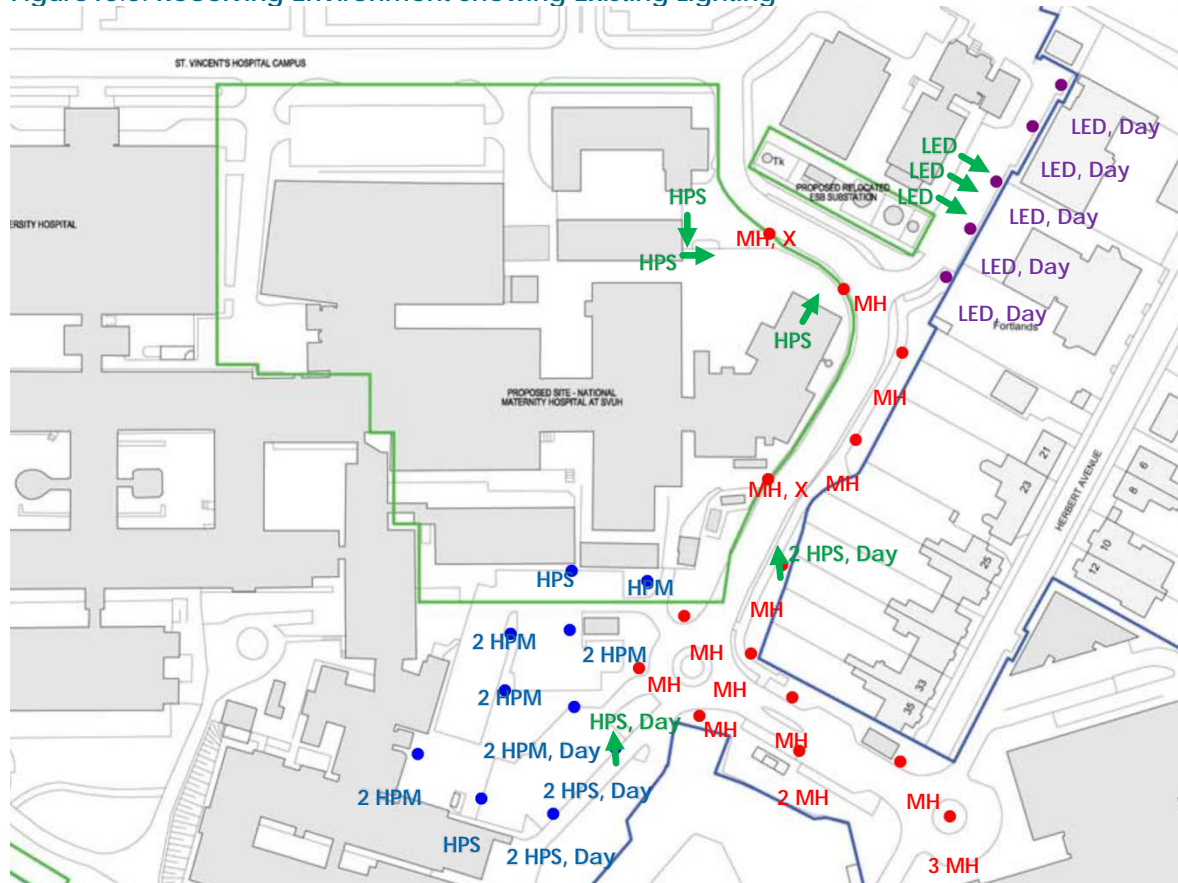 ST. VINCENT'S HOSPITAL CAMPUS
LED, Day
LED
LED
LED
LED, Day
Tk
PROPOSED RELOCATED
ESB SUBSTATION
HPS
LED, Day
ERSITY HOSPITAL
MH, X
HPS
LED, Day
MH
LED, Day
Fortlands
HPS
PROPOSED SITE - NATIONAL
MATERNITY HOSPITAL AT SVUH
MH
21
6
23
8
MH, X
MH
HERBERT AVENUE
2 HPS, Day
25
10
12
HPS
HPM
MH
2 HPM
2 HPM
MH
MH
MH
33
35
2 HPM
HPS, Day
MH
MH
2 HPM, Day
2 HPM
2 HPS, Day
2 MH
MH
HPS
2 HPS, Day
3 MH